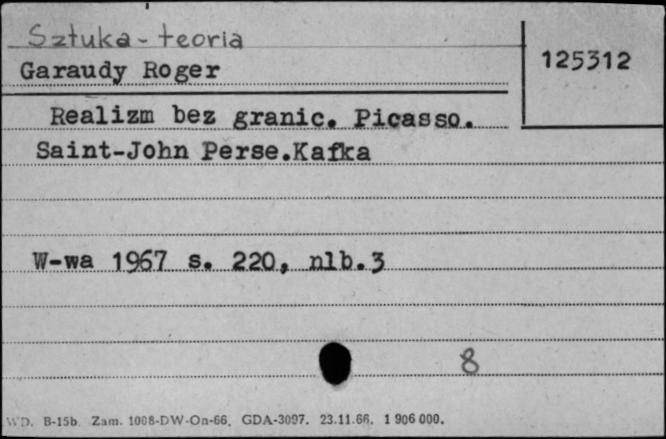 Sztuka - teoria
Garaudy Roger
125312
Realizm bez granic. Picasso.
Saint-John Perse.Kafka
W-wa 1967 s. 220, nlb.3
8
WD. B-15b. Zam. 1008-DW-On-66. GDA-3097. 23.11.66. 1 906 000.